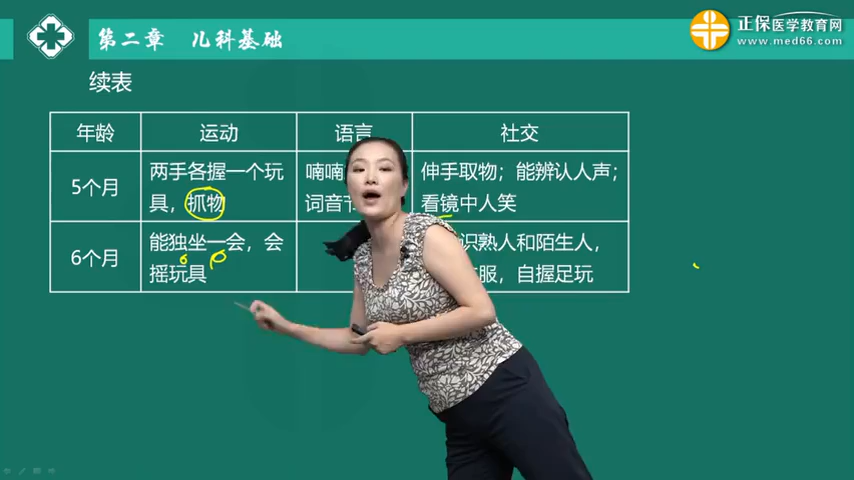 第二章 儿科基础
正保医学教育网
www.med66.com
续表
年龄 运动 语言 社交
5个月
两手各握一个玩
具，抓物
喃喃
词音节
伸手取物；能辨认人声；
看镜中人笑
6个月
能独坐一会，会
摇玩具
识熟人和陌生人，
服，自握足玩